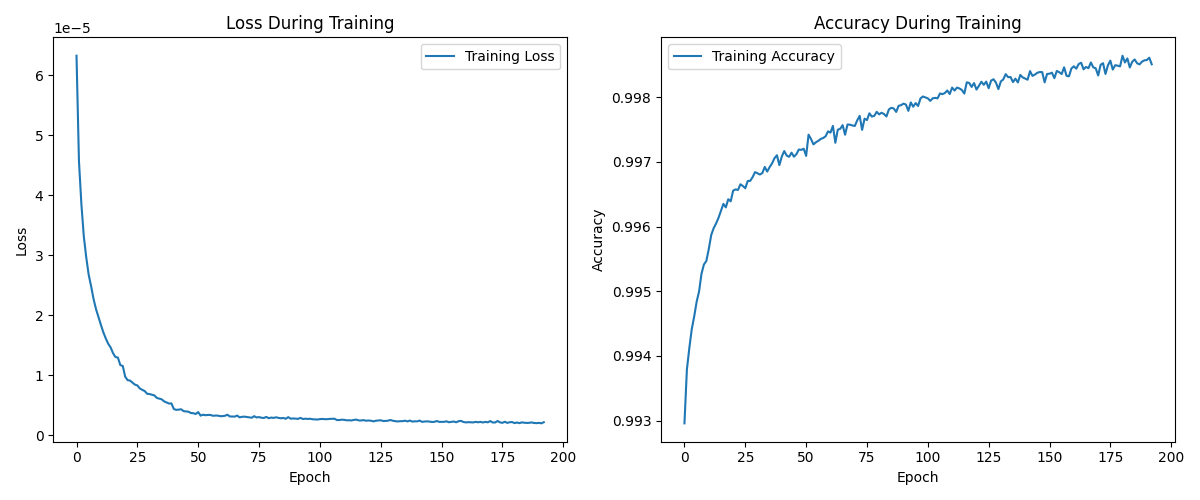 Loss During Training
1e−5
Training Loss
6
5
4
3
2
1
0
Loss
0 25 50 75 100 125 150 175 200
Epoch
Accuracy During Training
Training Accuracy
0.998
0.997
0.996
0.995
0.994
0.993
Accuracy
0 25 50 75 100 125 150 175 200
Epoch